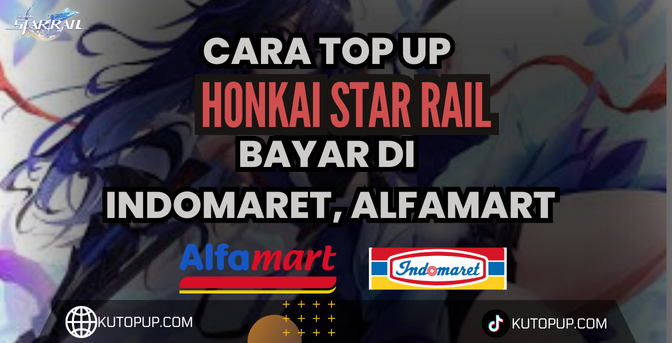 STAR RAIL
CARA TOP UP
HONKAI STAR RAIL
BAYAR DI
INDOMARET, ALFAMART
Alfamart
Indomaret
KUTOPUP.COM
KUTOPUP.COM